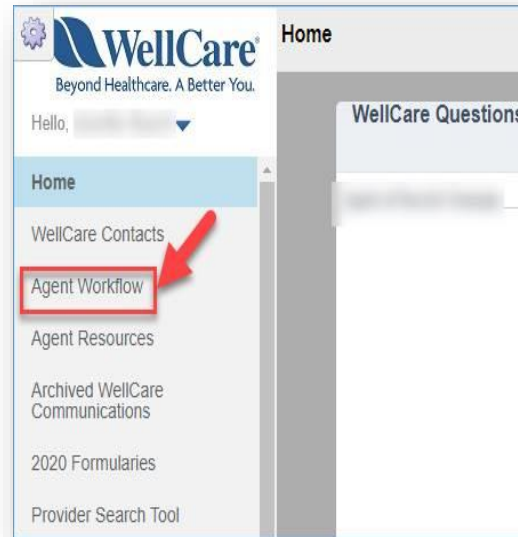 WellCare®
Beyond Healthcare. A Better You.
Hello,
Home
WellCare Contacts
Agent Workflow
Agent Resources
Archived WellCare
Communications
2020 Formularies
Provider Search Tool
Home
WellCare Questions